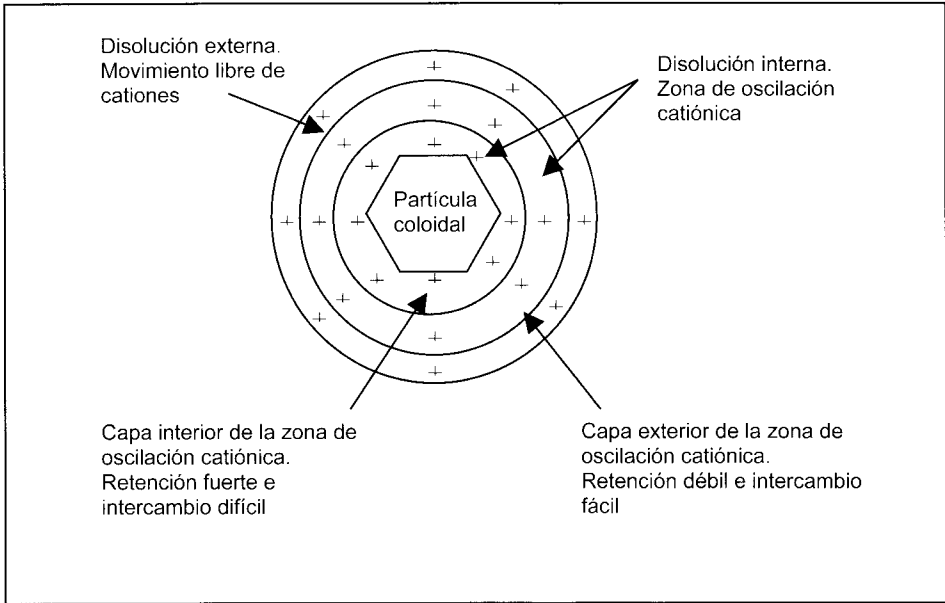 Disolución externa.
Movimiento libre de
cationes
Disolución interna.
Zona de oscilación
catiónica
Partícula
coloidal
Capa interior de la zona de
oscilación catiónica.
Retención fuerte e
intercambio difícil
Capa exterior de la zona de
oscilación catiónica.
Retención débil e intercambio
fácil